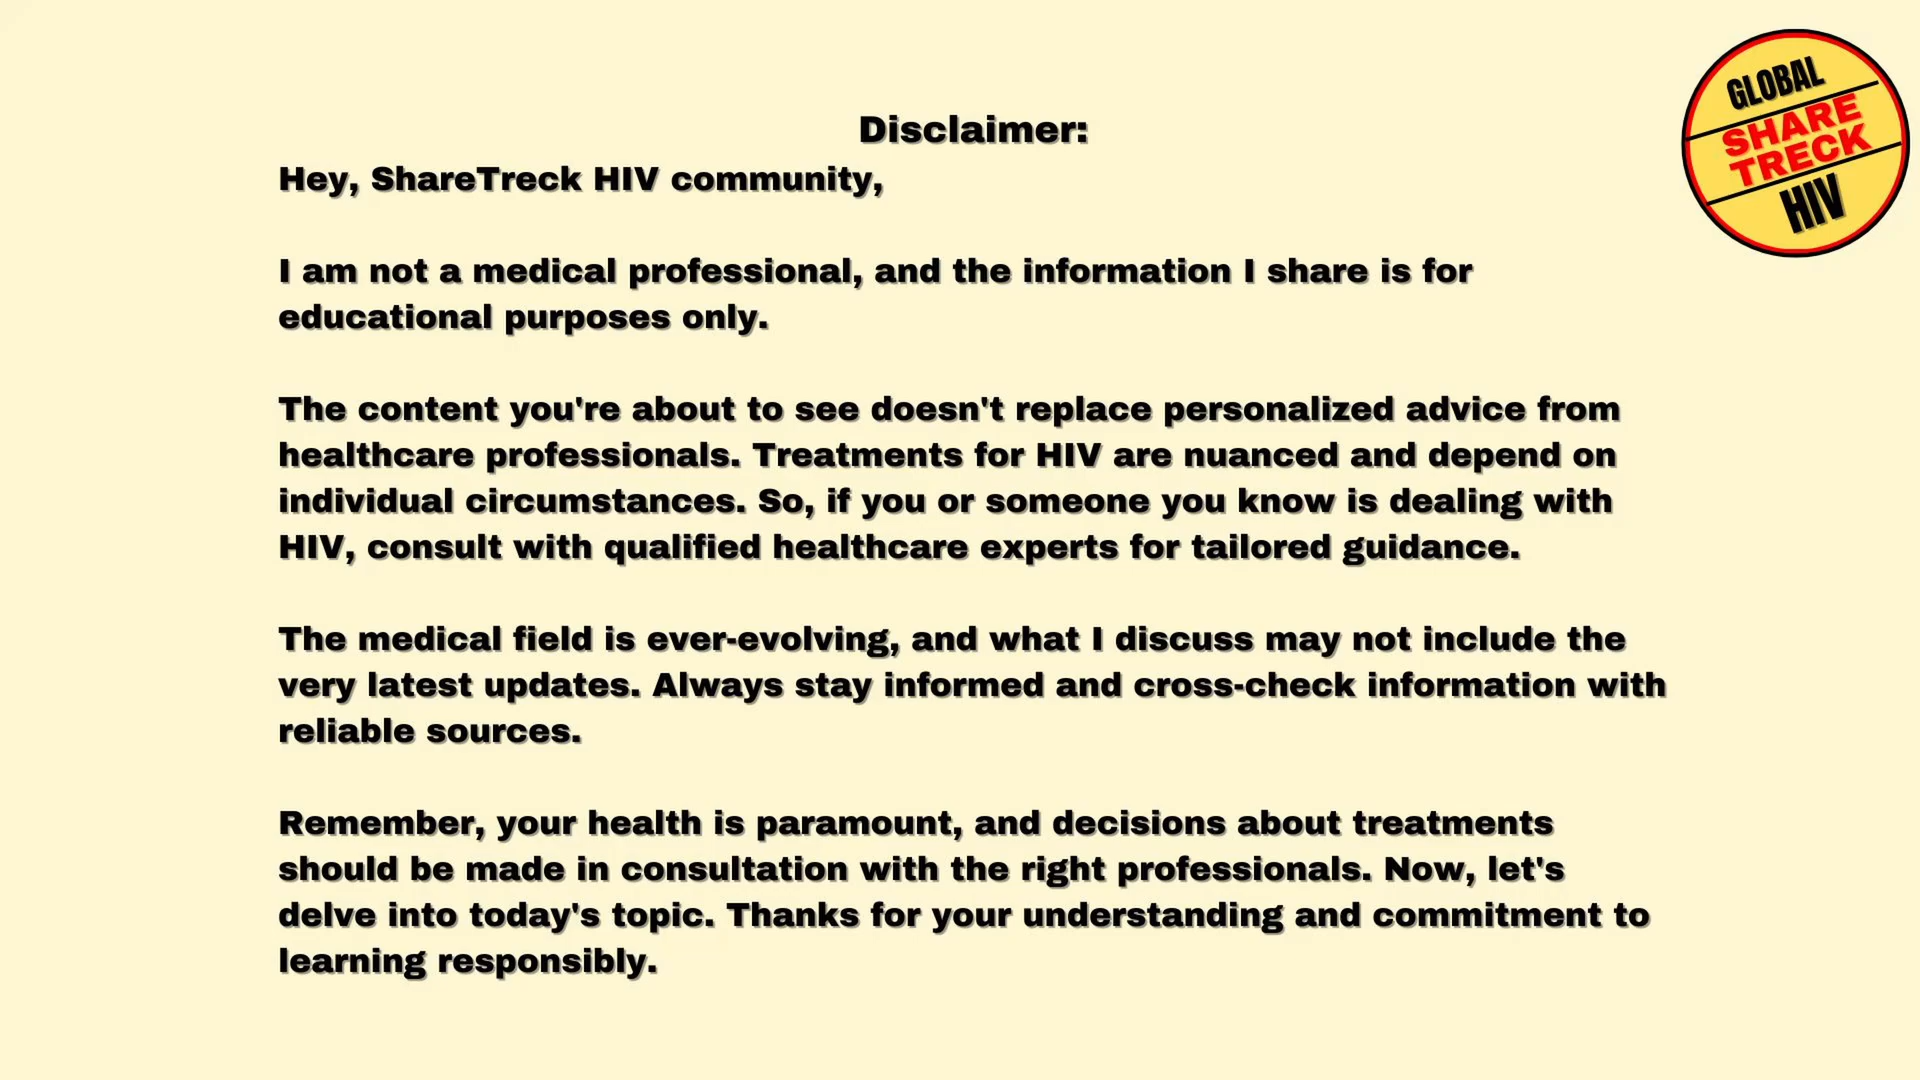 Disclaimer:
Hey, ShareTreck HIV community,
I am not a medical professional, and the information I share is for
educational purposes only.
The content you're about to see doesn't replace personalized advice from
healthcare professionals. Treatments for HIV are nuanced and depend on
individual circumstances. So, if you or someone you know is dealing with
HIV, consult with qualified healthcare experts for tailored guidance.
The medical field is ever-evolving, and what I discuss may not include the
very latest updates. Always stay informed and cross-check information with
reliable sources.
Remember, your health is paramount, and decisions about treatments
should be made in consultation with the right professionals. Now, let's
delve into today's topic. Thanks for your understanding and commitment to
learning responsibly.
GLOBAL
SHARE
TRECK
HIV